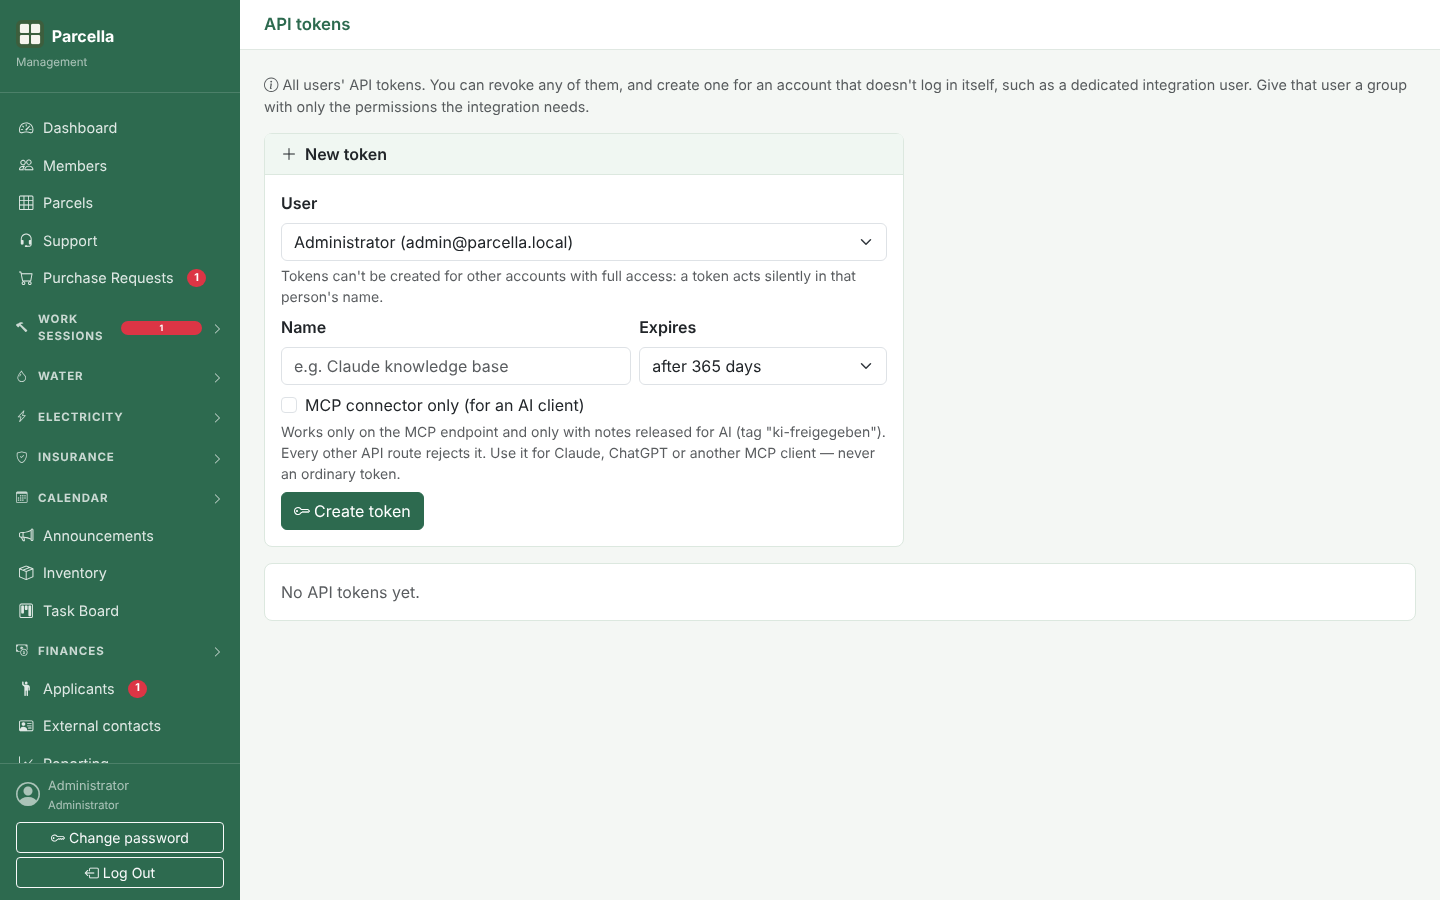 Parcella
Management
Dashboard
Members
Parcels
Support
Purchase Requests 1
WORK SESSIONS 1
WATER
ELECTRICITY
INSURANCE
CALENDAR
Announcements
Inventory
Task Board
FINANCES
Applicants 1
External contacts
Reporting
Administrator
Administrator
Change password
Log Out
API tokens
All users' API tokens. You can revoke any of them, and create one for an account that doesn't log in itself, such as a dedicated integration user. Give that user a group
with only the permissions the integration needs.
New token
User
Administrator (admin@parcella.local)
Tokens can't be created for other accounts with full access: a token acts silently in that
person's name.
Name Expires
e.g. Claude knowledge base after 365 days
MCP connector only (for an AI client)
Works only on the MCP endpoint and only with notes released for AI (tag "ki-freigegeben").
Every other API route rejects it. Use it for Claude, ChatGPT or another MCP client — never
an ordinary token.
Create token
No API tokens yet.